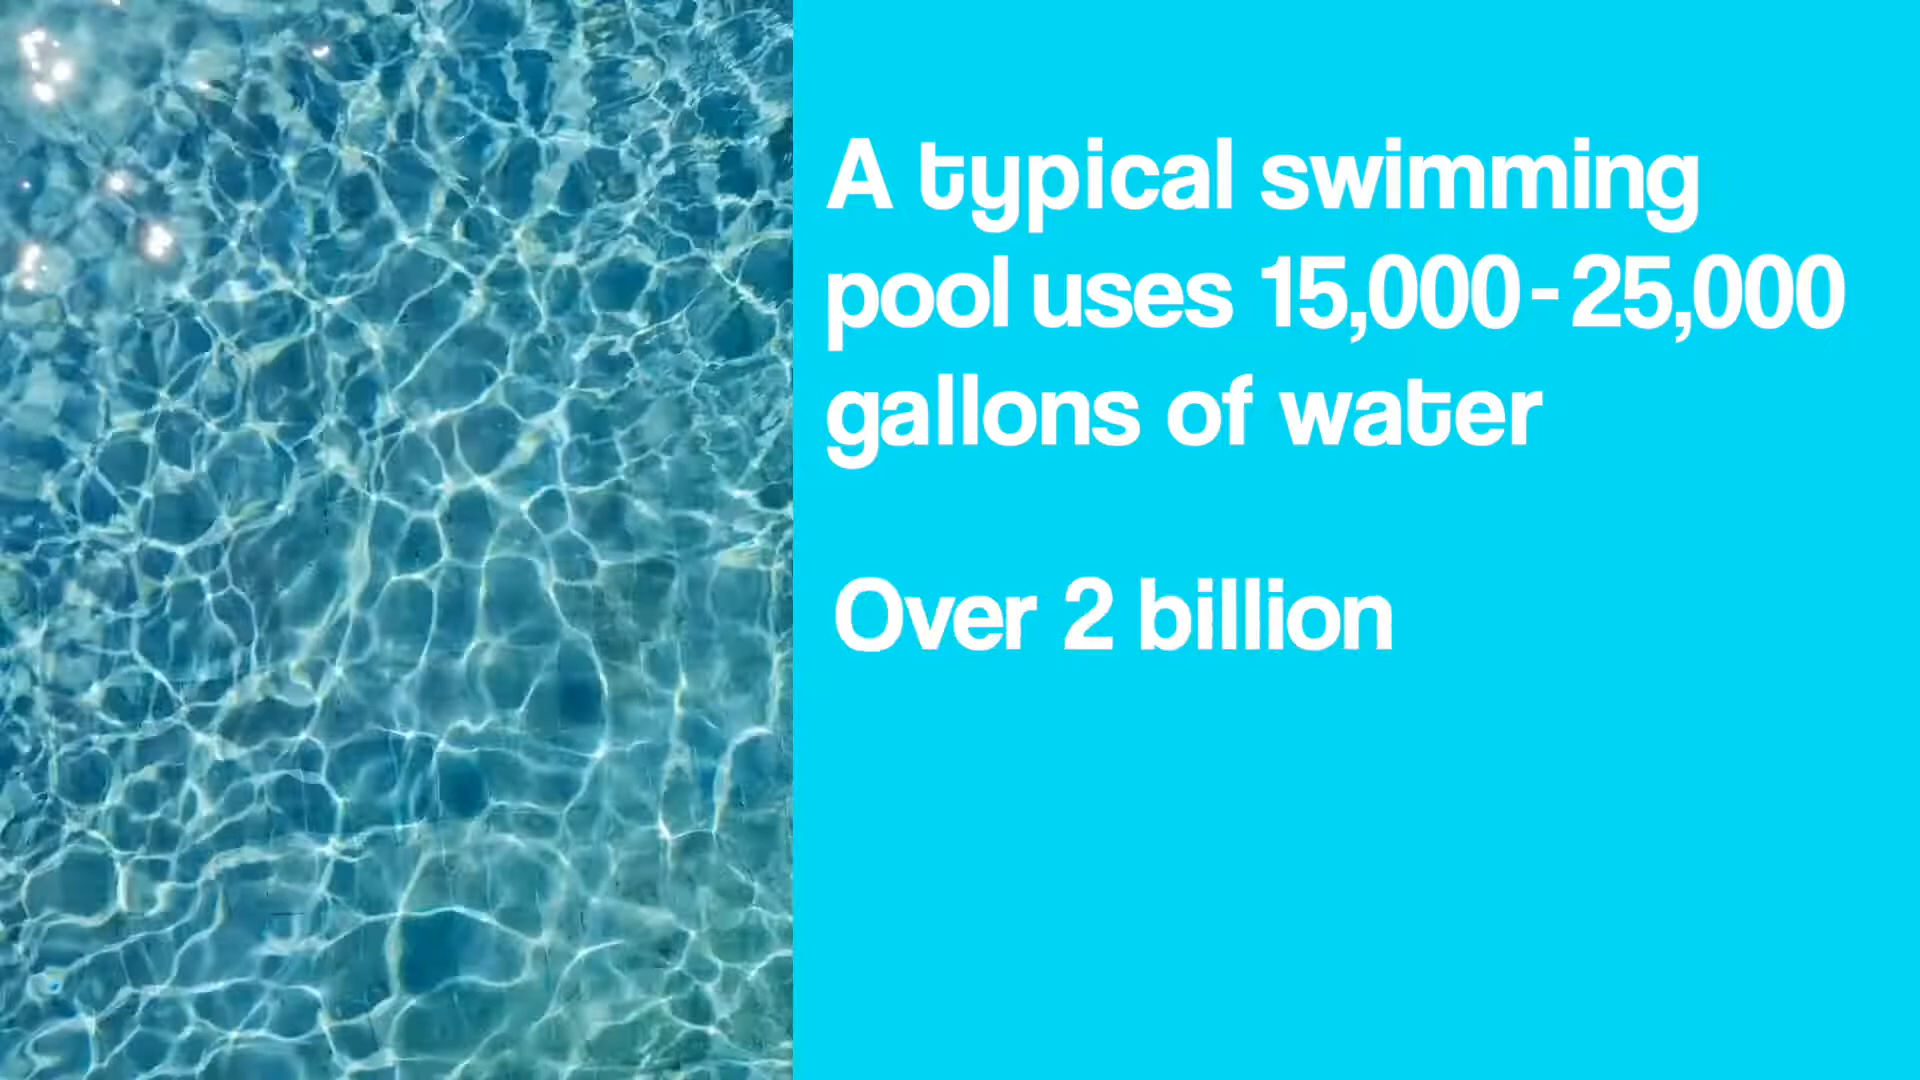 A typical swimming
pool uses 15,000-25,000
gallons of water
Over 2 billion